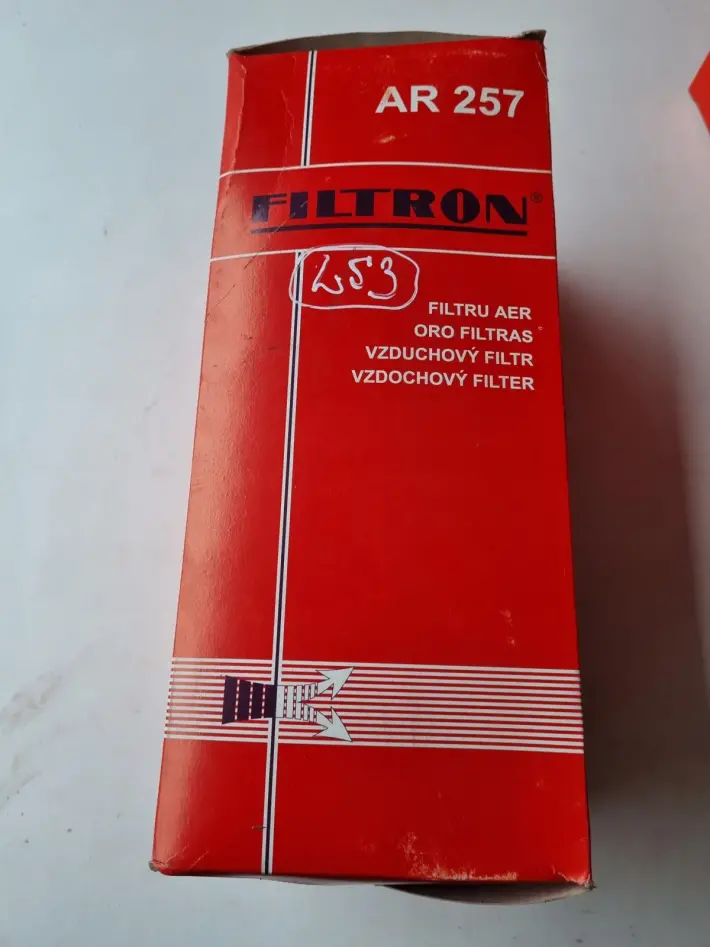 AR 257
FILTRON®
253
FILTRU AER
ORO FILTRAS
VZDUCHOVÝ FILTR
VZDOCHOVÝ FILTER